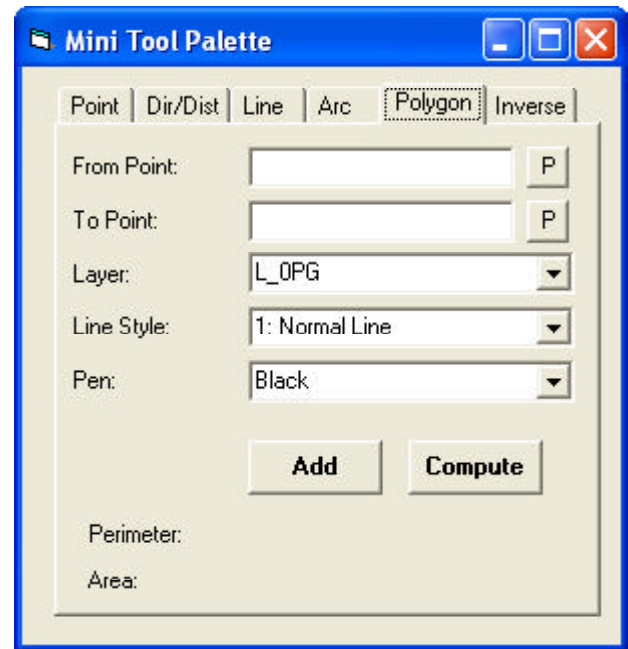 Mini Tool Palette
Point Dir/Dist Line Arc Polygon Inverse
From Point: P
To Point: P
Layer: L_0PG
Line Style: 1: Normal Line
Pen: Black
Add Compute
Perimeter:
Area: